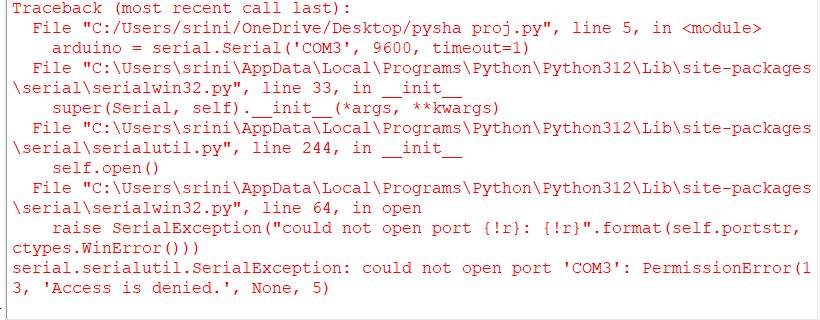 Traceback (most recent call last):
  File "C:/Users/srini/OneDrive/Desktop/pysha proj.py", line 5, in <module>
    arduino = serial.Serial('COM3', 9600, timeout=1)
  File "C:\Users\srini\AppData\Local\Programs\Python\Python312\Lib\site-packages
\serial\serialwin32.py", line 33, in __init__
    super(Serial, self).__init__(*args, **kwargs)
  File "C:\Users\srini\AppData\Local\Programs\Python\Python312\Lib\site-packages
\serial\serialutil.py", line 244, in __init__
    self.open()
  File "C:\Users\srini\AppData\Local\Programs\Python\Python312\Lib\site-packages
\serial\serialwin32.py", line 64, in open
    raise SerialException("could not open port {!r}: {!r}".format(self.portstr,
ctypes.WinError()))
serial.serialutil.SerialException: could not open port 'COM3': PermissionError(1
3, 'Access is denied.', None, 5)